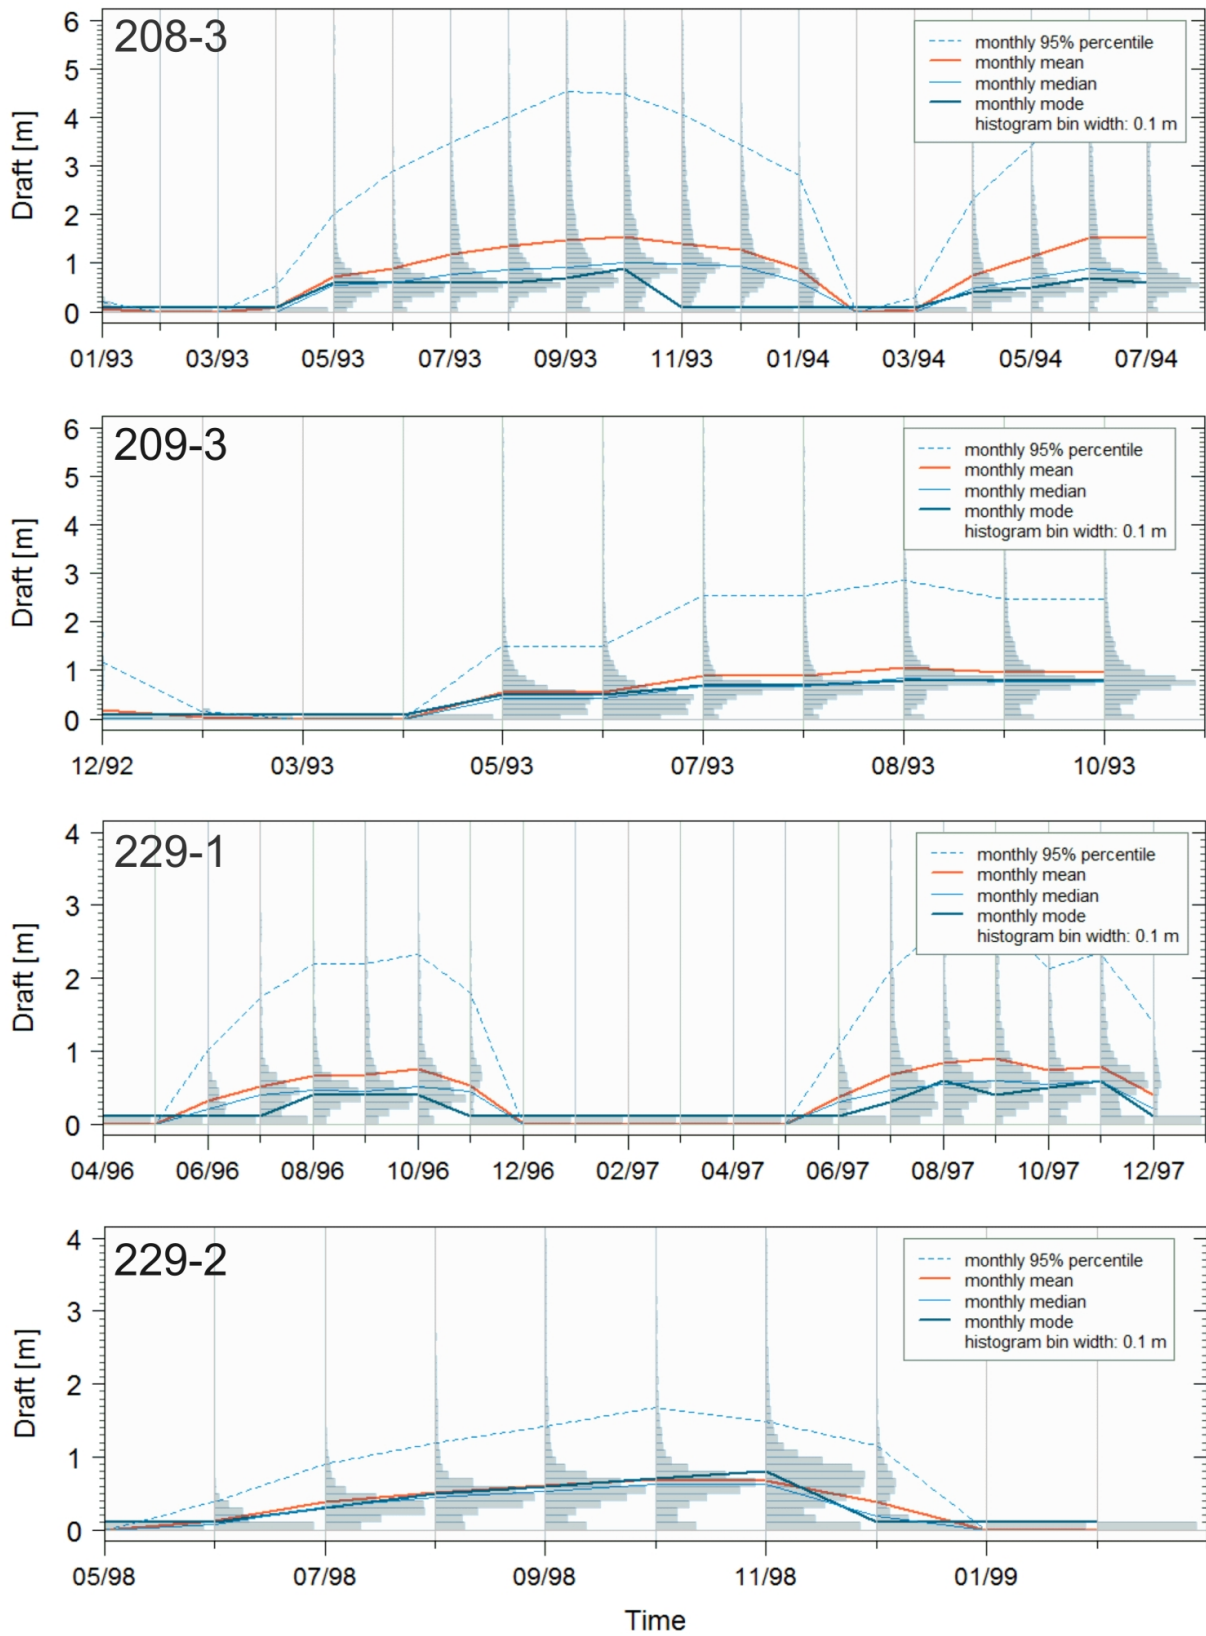 208-3
monthly 95% percentile
monthly mean
monthly median
monthly mode
histogram bin width: 0.1 m
Draft [m]
6
5
4
3
2
1
0
01/93 03/93 05/93 07/93 09/93 11/93 01/94 03/94 05/94 07/94
209-3
monthly 95% percentile
monthly mean
monthly median
monthly mode
histogram bin width: 0.1 m
Draft [m]
6
5
4
3
2
1
0
12/92 03/93 05/93 07/93 08/93 10/93
229-1
monthly 95% percentile
monthly mean
monthly median
monthly mode
histogram bin width: 0.1 m
Draft [m]
4
3
2
1
0
04/96 06/96 08/96 10/96 12/96 02/97 04/97 06/97 08/97 10/97 12/97
229-2
monthly 95% percentile
monthly mean
monthly median
monthly mode
histogram bin width: 0.1 m
Draft [m]
4
3
2
1
0
05/98 07/98 09/98 11/98 01/99
Time